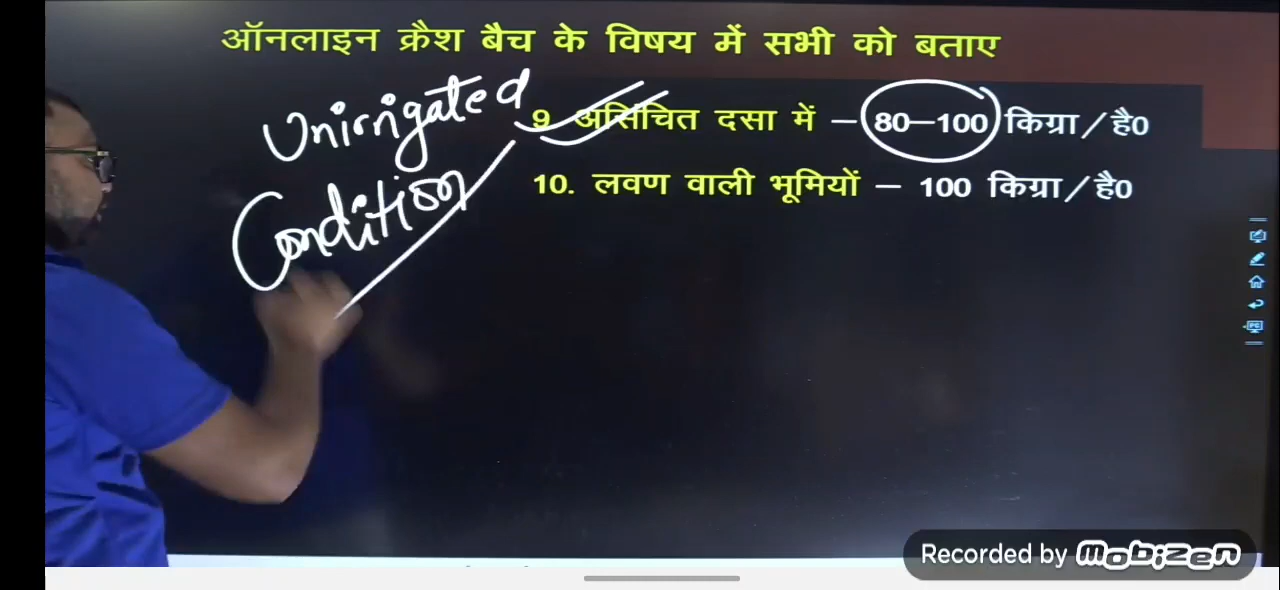 ऑनलाइन क्रैश बैच के विषय में सभी को बताए
Unirrigated
Condition
9 असिंचित दसा में – 80–100 किग्रा/है0
10. लवण वाली भूमियों – 100 किग्रा/है0
PC
Recorded by Mobizen